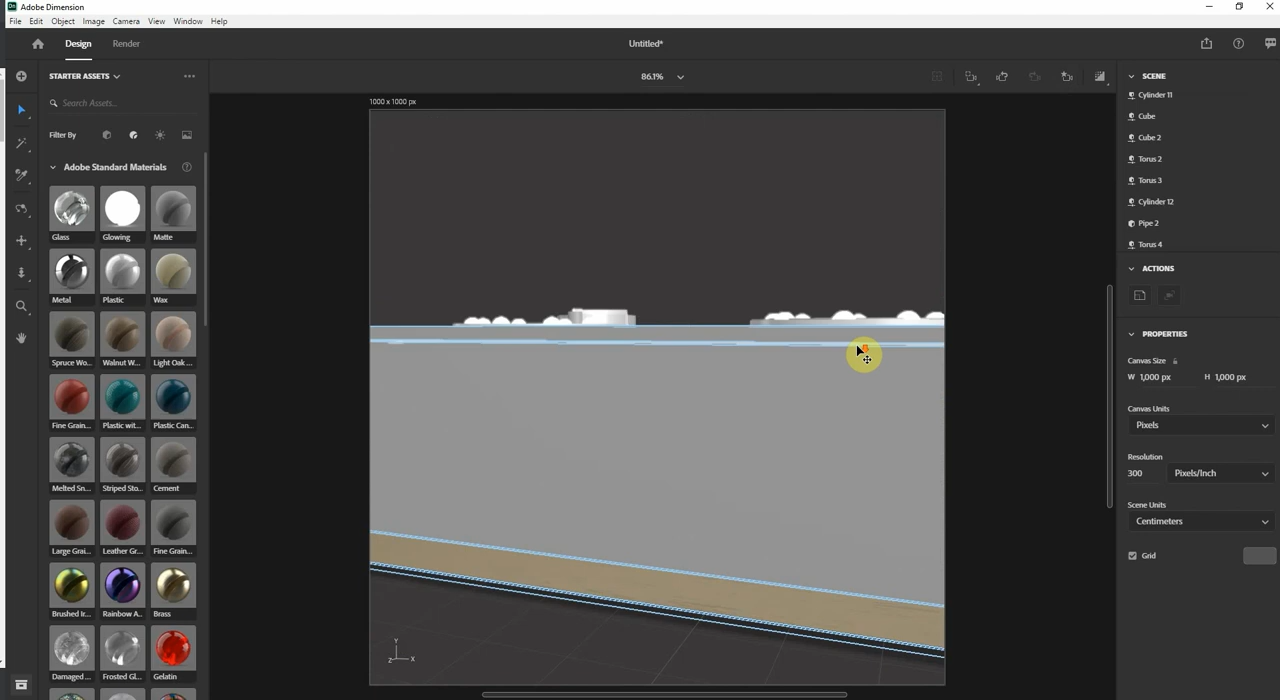 Dn Adobe Dimension
File Edit Object Image Camera View Window Help
Design Render Untitled*
STARTER ASSETS
86.1%
Search Assets...
1000 x 1000 px
Filter By
Adobe Standard Materials
Glass Glowing Matte
Metal Plastic Wax
Spruce Wo... Walnut W... Light Oak ...
Fine Grain... Plastic wit... Plastic Can...
Melted Sn... Striped Sto... Cement
Large Grai... Leather Gr... Fine Grain...
Brushed Ir... Rainbow A... Brass
Damaged ... Frosted Gl... Gelatin
Y
Z X
SCENE
Cylinder 11
Cube
Cube 2
Torus 2
Torus 3
Cylinder 12
Pipe 2
Torus 4
ACTIONS
PROPERTIES
Canvas Size
W 1,000 px H 1,000 px
Canvas Units
Pixels
Resolution
300 Pixels/Inch
Scene Units
Centimeters
Grid